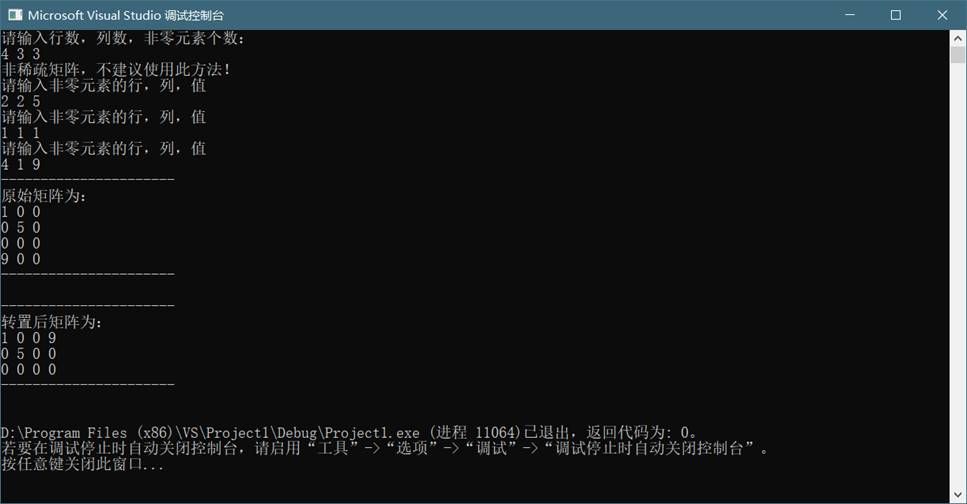 Microsoft Visual Studio 调试控制台
请输入行数，列数，非零元素个数：
4 3 3
非稀疏矩阵，不建议使用此方法！
请输入非零元素的行，列，值
2 2 5
请输入非零元素的行，列，值
1 1 1
请输入非零元素的行，列，值
4 1 9
----------------------
原始矩阵为：
1 0 0
0 5 0
0 0 0
9 0 0
----------------------
----------------------
转置后矩阵为：
1 0 0 9
0 5 0 0
0 0 0 0
----------------------
D:\Program Files (x86)\VS\Project1\Debug\Project1.exe (进程 11064)已退出，返回代码为: 0。
若要在调试停止时自动关闭控制台，请启用“工具”->“选项”->“调试”->“调试停止时自动关闭控制台”。
按任意键关闭此窗口...